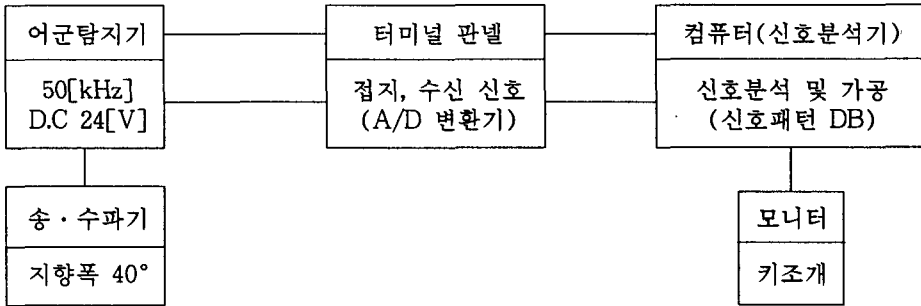 어군탐지기
50[kHz]
D.C 24[V]
터미널 판넬
접지, 수신 신호
(A/D 변환기)
컴퓨터(신호분석기)
신호분석 및 가공
(신호패턴 DB)
송·수파기
지향폭 40°
모니터
키조개